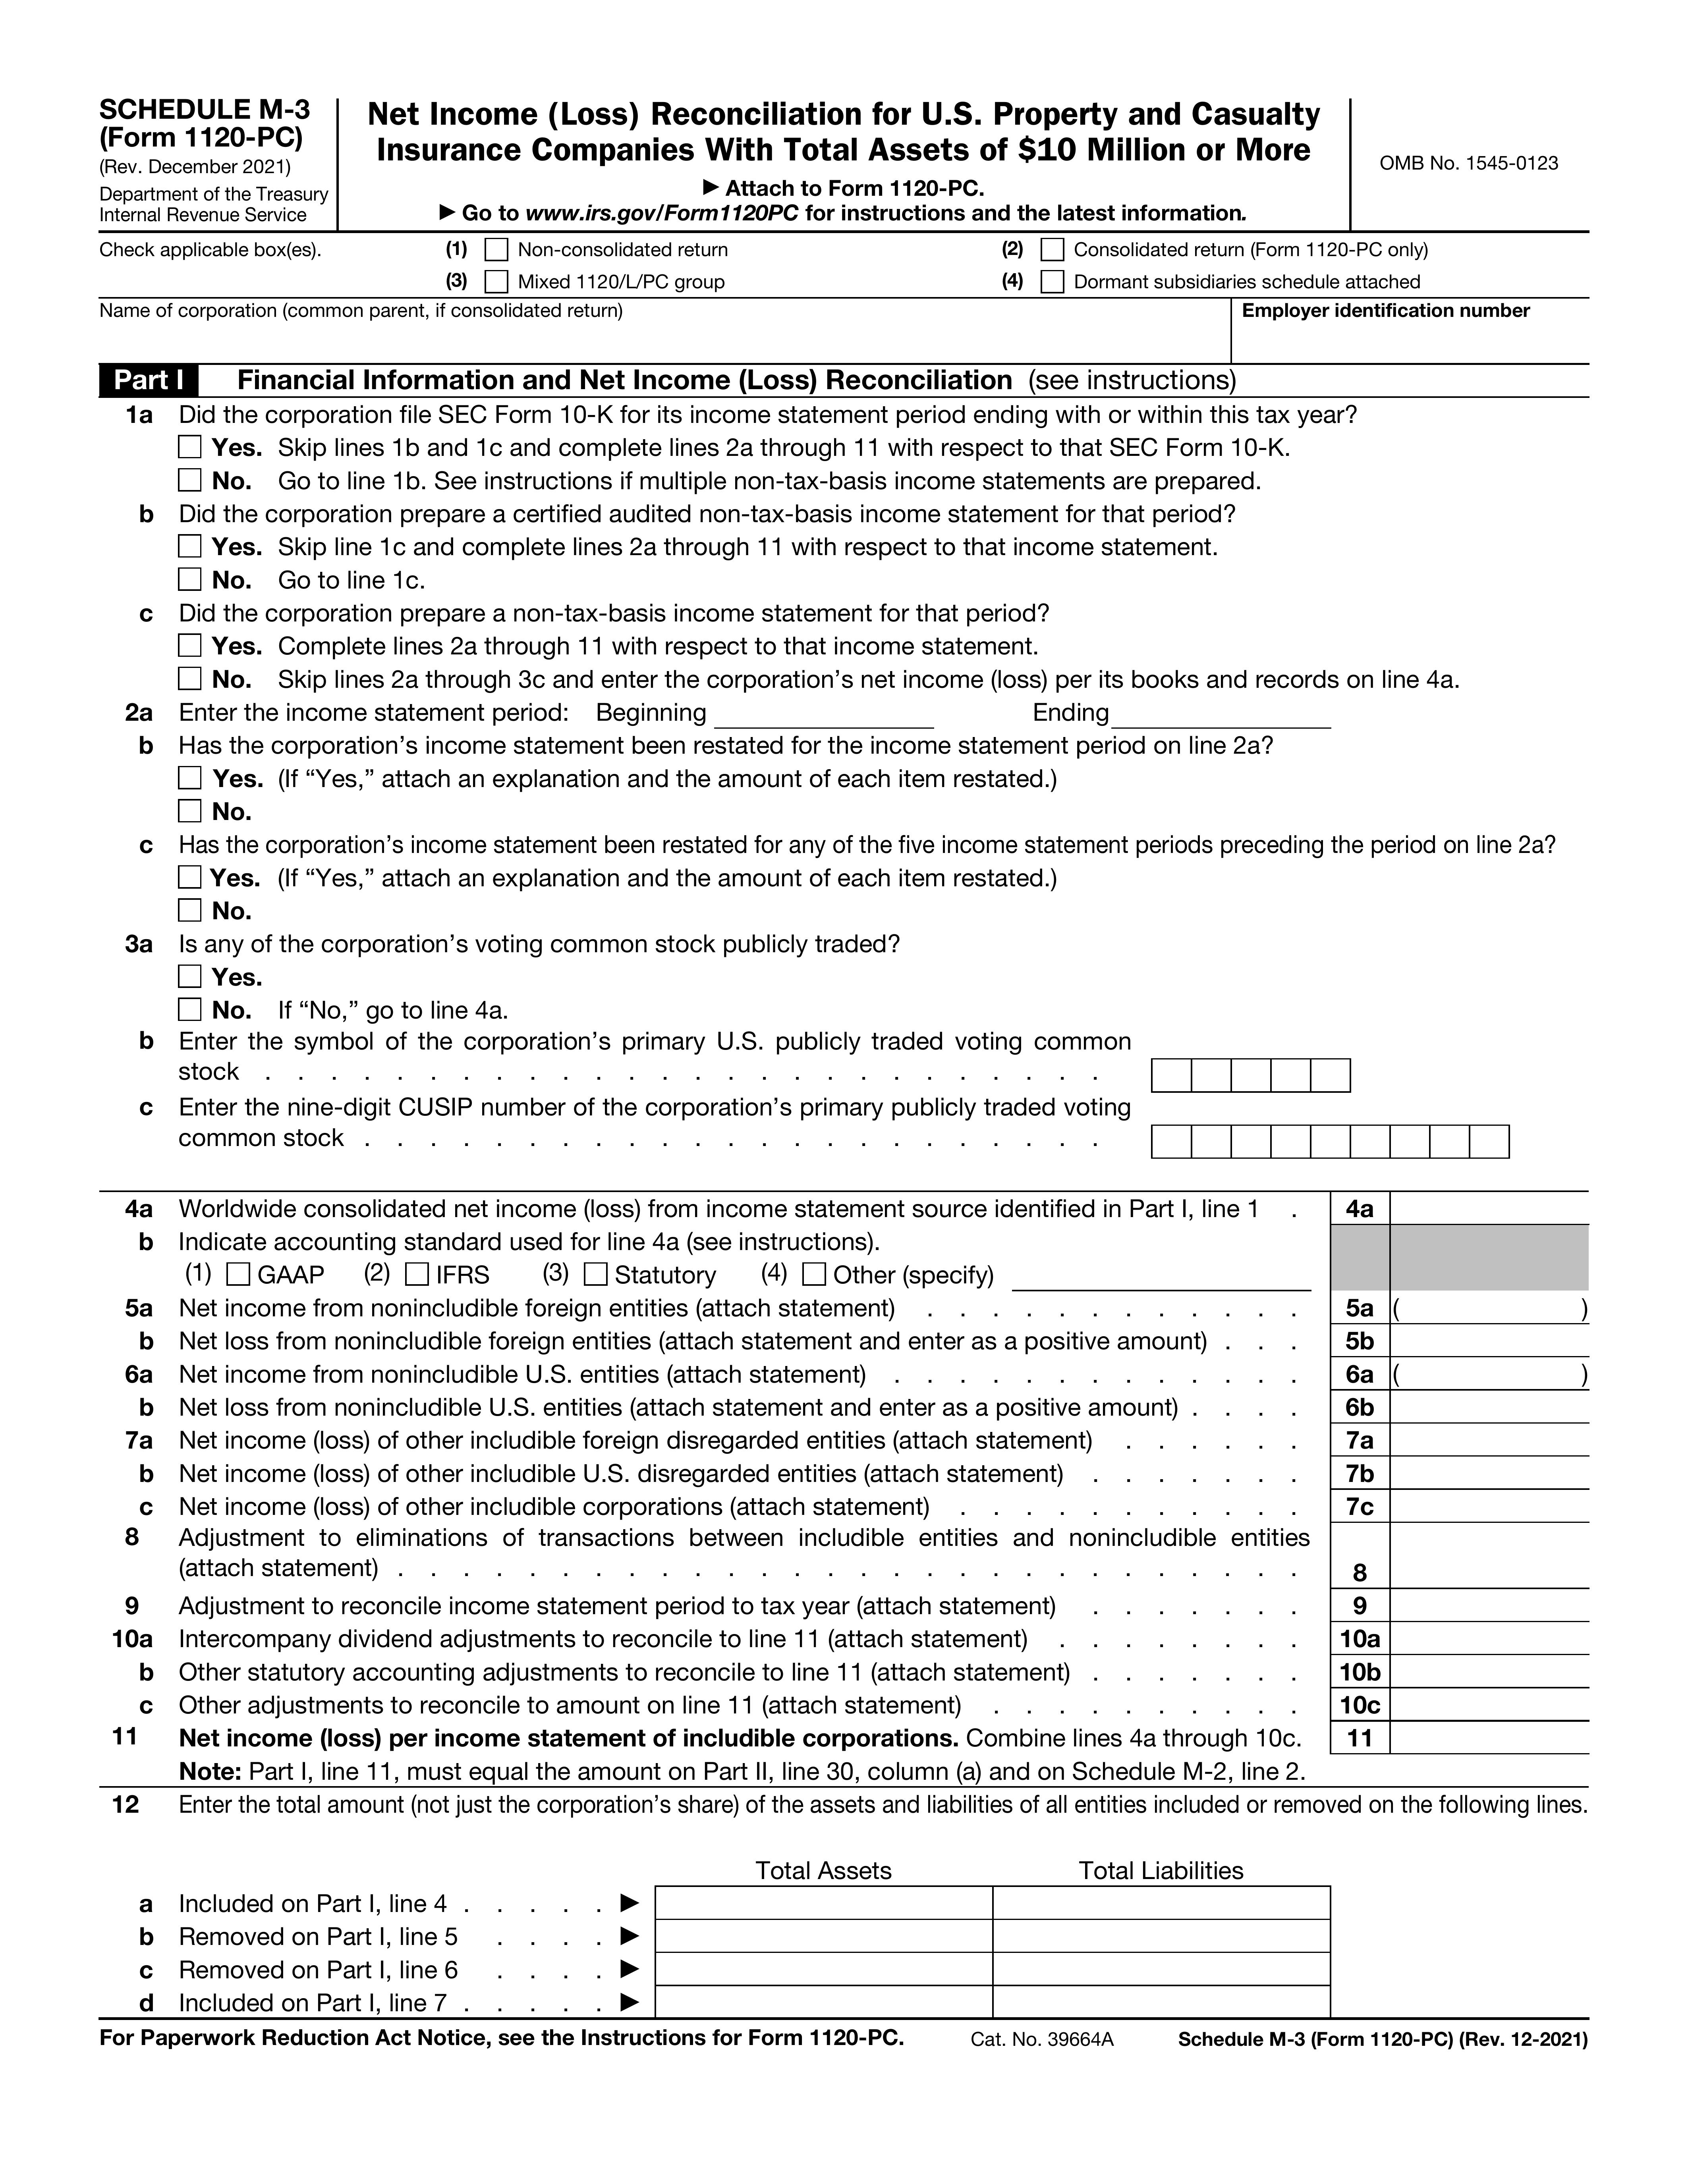 SCHEDULE M-3
(Form 1120-PC)
(Rev. December 2021)
Department of the Treasury
Internal Revenue Service
Net Income (Loss) Reconciliation for U.S. Property and Casualty
Insurance Companies With Total Assets of $10 Million or More
▶ Attach to Form 1120-PC.
▶ Go to www.irs.gov/Form1120PC for instructions and the latest information.
OMB No. 1545-0123
Check applicable box(es). (1) Non-consolidated return (2) Consolidated return (Form 1120-PC only)
(3) Mixed 1120/L/PC group (4) Dormant subsidiaries schedule attached
Name of corporation (common parent, if consolidated return) Employer identification number
Part I Financial Information and Net Income (Loss) Reconciliation (see instructions)
1a Did the corporation file SEC Form 10-K for its income statement period ending with or within this tax year?
Yes. Skip lines 1b and 1c and complete lines 2a through 11 with respect to that SEC Form 10-K.
No. Go to line 1b. See instructions if multiple non-tax-basis income statements are prepared.
b Did the corporation prepare a certified audited non-tax-basis income statement for that period?
Yes. Skip line 1c and complete lines 2a through 11 with respect to that income statement.
No. Go to line 1c.
c Did the corporation prepare a non-tax-basis income statement for that period?
Yes. Complete lines 2a through 11 with respect to that income statement.
No. Skip lines 2a through 3c and enter the corporation's net income (loss) per its books and records on line 4a.
2a Enter the income statement period: Beginning Ending
b Has the corporation's income statement been restated for the income statement period on line 2a?
Yes. (If "Yes," attach an explanation and the amount of each item restated.)
No.
c Has the corporation's income statement been restated for any of the five income statement periods preceding the period on line 2a?
Yes. (If "Yes," attach an explanation and the amount of each item restated.)
No.
3a Is any of the corporation's voting common stock publicly traded?
Yes.
No. If "No," go to line 4a.
b Enter the symbol of the corporation's primary U.S. publicly traded voting common
stock . . . . . . . . . . . . . . . . . . . . . . . . . .
c Enter the nine-digit CUSIP number of the corporation's primary publicly traded voting
common stock . . . . . . . . . . . . . . . . . . . . . . .
4a Worldwide consolidated net income (loss) from income statement source identified in Part I, line 1 . 4a
b Indicate accounting standard used for line 4a (see instructions).
(1) GAAP (2) IFRS (3) Statutory (4) Other (specify)
5a Net income from nonincludible foreign entities (attach statement) . . . . . . . . . . . . 5a ( )
b Net loss from nonincludible foreign entities (attach statement and enter as a positive amount) . . . 5b
6a Net income from nonincludible U.S. entities (attach statement) . . . . . . . . . . . . . 6a ( )
b Net loss from nonincludible U.S. entities (attach statement and enter as a positive amount) . . . . 6b
7a Net income (loss) of other includible foreign disregarded entities (attach statement) . . . . . . 7a
b Net income (loss) of other includible U.S. disregarded entities (attach statement) . . . . . . . 7b
c Net income (loss) of other includible corporations (attach statement) . . . . . . . . . . . 7c
8 Adjustment to eliminations of transactions between includible entities and nonincludible entities
(attach statement) . . . . . . . . . . . . . . . . . . . . . . . . . . . . 8
9 Adjustment to reconcile income statement period to tax year (attach statement) . . . . . . . 9
10a Intercompany dividend adjustments to reconcile to line 11 (attach statement) . . . . . . . . 10a
b Other statutory accounting adjustments to reconcile to line 11 (attach statement) . . . . . . . 10b
c Other adjustments to reconcile to amount on line 11 (attach statement) . . . . . . . . . . 10c
11 Net income (loss) per income statement of includible corporations. Combine lines 4a through 10c. 11
Note: Part I, line 11, must equal the amount on Part II, line 30, column (a) and on Schedule M-2, line 2.
12 Enter the total amount (not just the corporation's share) of the assets and liabilities of all entities included or removed on the following lines.
Total Assets Total Liabilities
a Included on Part I, line 4 . . . . . ▶
b Removed on Part I, line 5 . . . . ▶
c Removed on Part I, line 6 . . . . ▶
d Included on Part I, line 7 . . . . . ▶
For Paperwork Reduction Act Notice, see the Instructions for Form 1120-PC. Cat. No. 39664A Schedule M-3 (Form 1120-PC) (Rev. 12-2021)